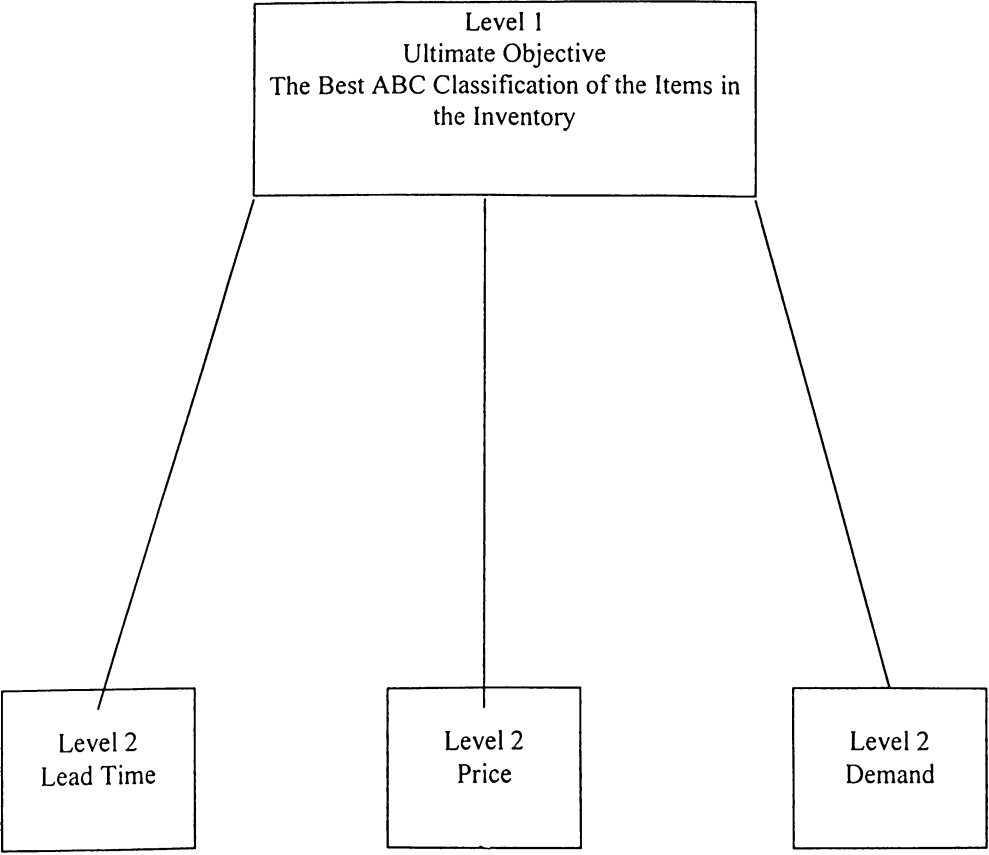 Level 1
Ultimate Objective
The Best ABC Classification of the Items in
the Inventory
Level 2
Lead Time
Level 2
Price
Level 2
Demand